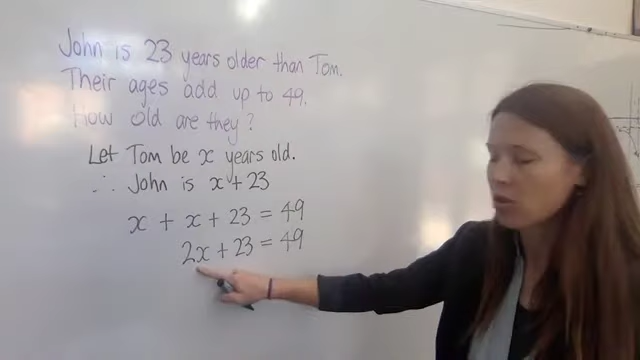 John is 23 years older than Tom.
Their ages add up to 49.
How old are they?
Let Tom be x years old.
∴ John is x + 23
x + x + 23 = 49
2x + 23 = 49